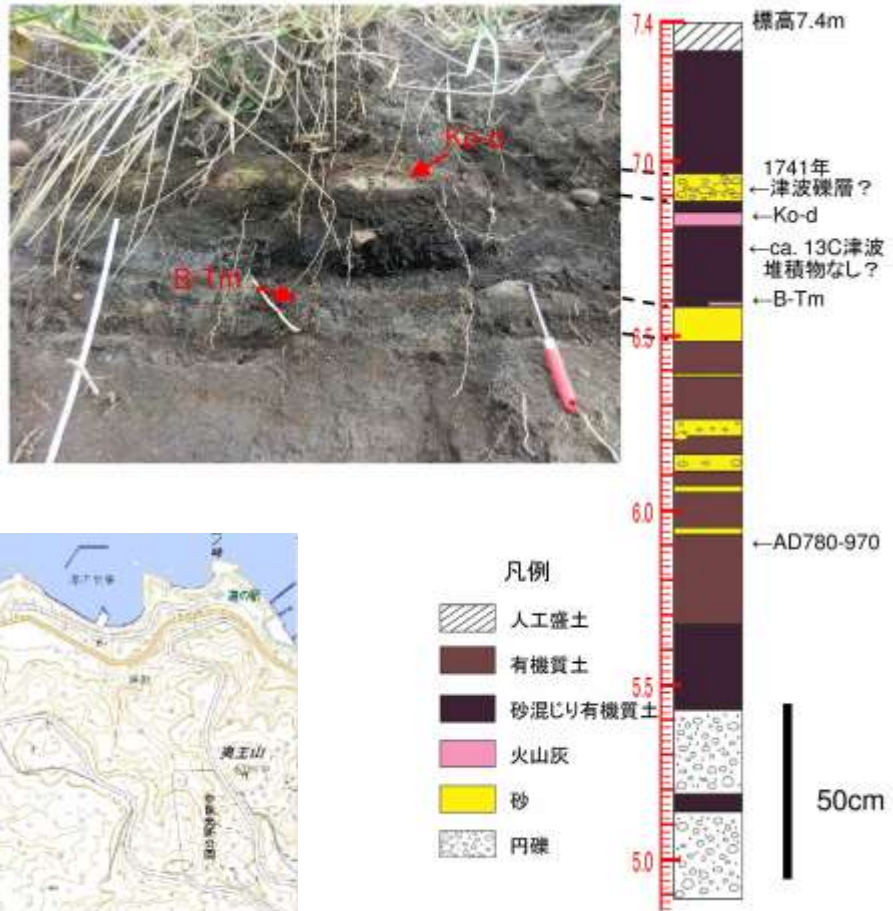 Ko-d
B-Tm
7.4
7.0
6.5
6.0
5.5
5.0
標高7.4m
1741年
←津波礫層？
←Ko-d
←ca. 13C津波
堆積物なし？
←B-Tm
←AD780-970
50cm
凡例
人工盛土
有機質土
砂混じり有機質土
火山灰
砂
円礫
道の駅